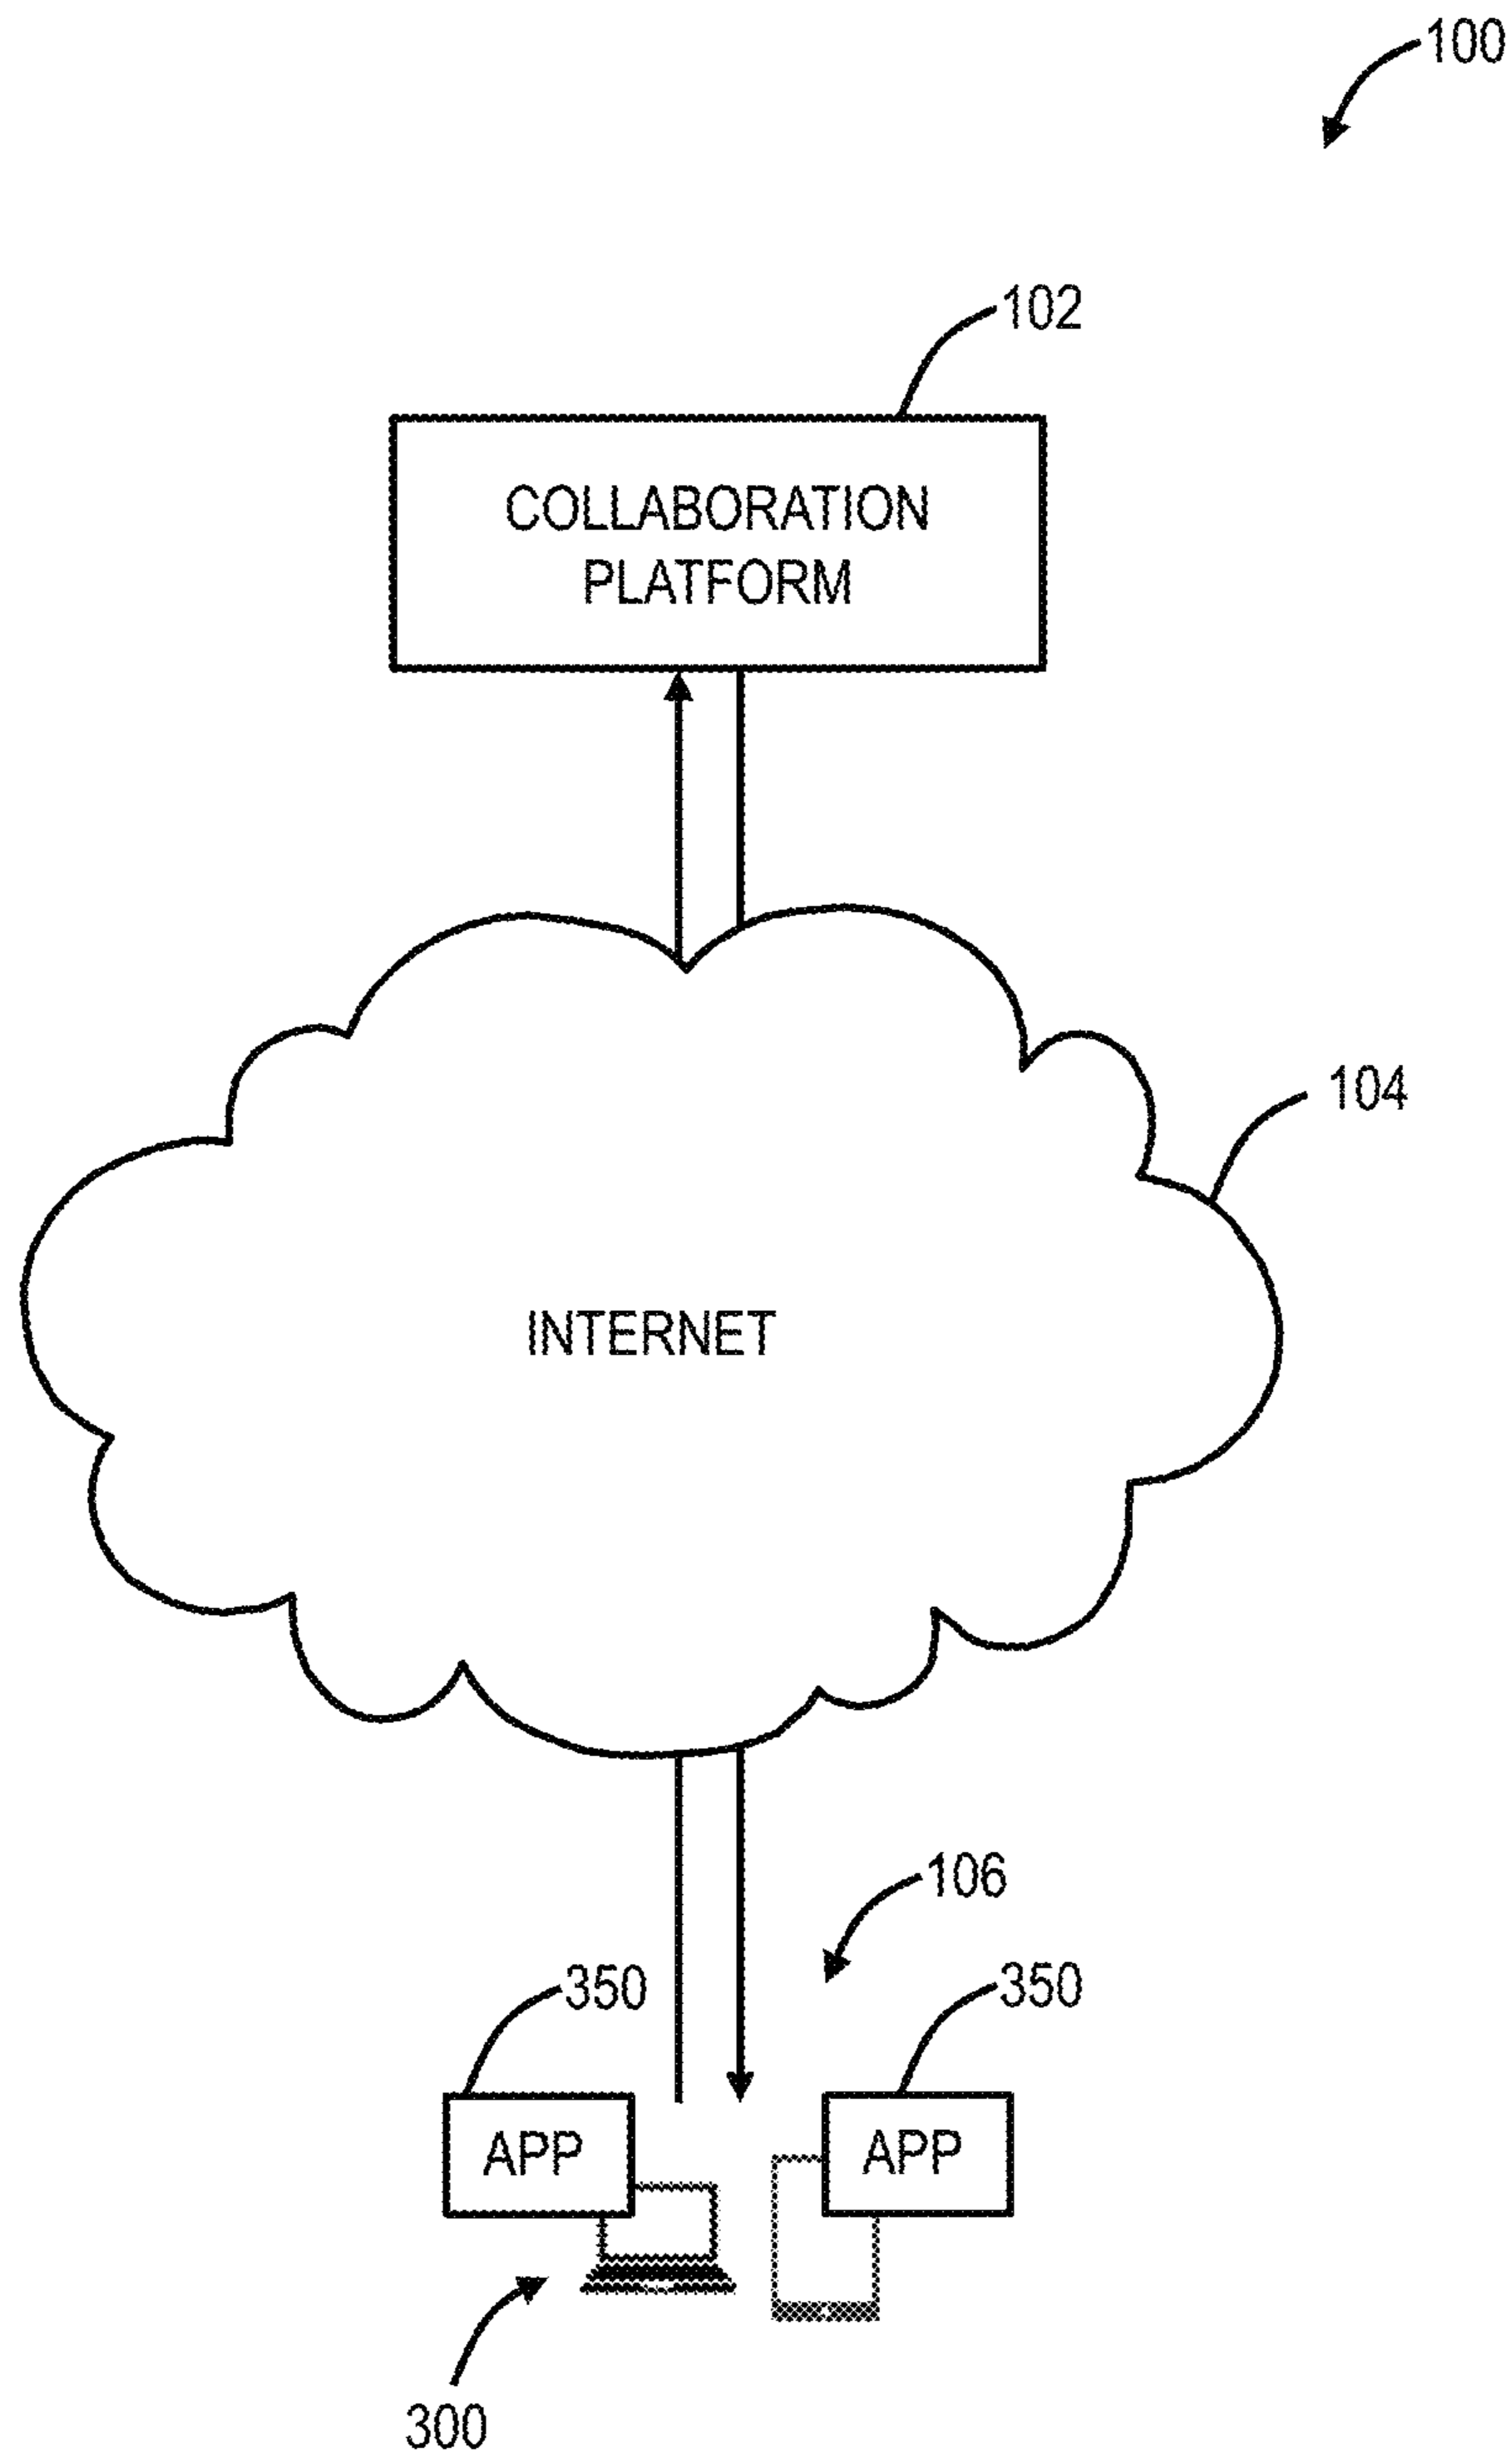 100
102
COLLABORATION
PLATFORM
104
INTERNET
106
350
350
APP
APP
300